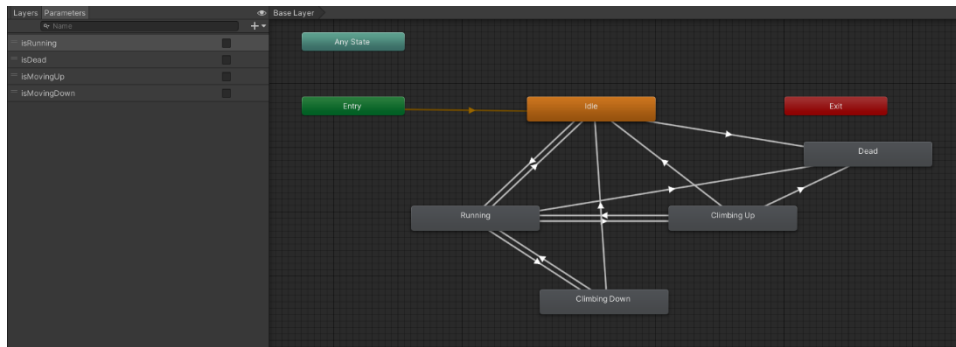 Layers Parameters
Base Layer
Name
isRunning
isDead
isMovingUp
isMovingDown
Any State
Entry
Idle
Exit
Dead
Running
Climbing Up
Climbing Down